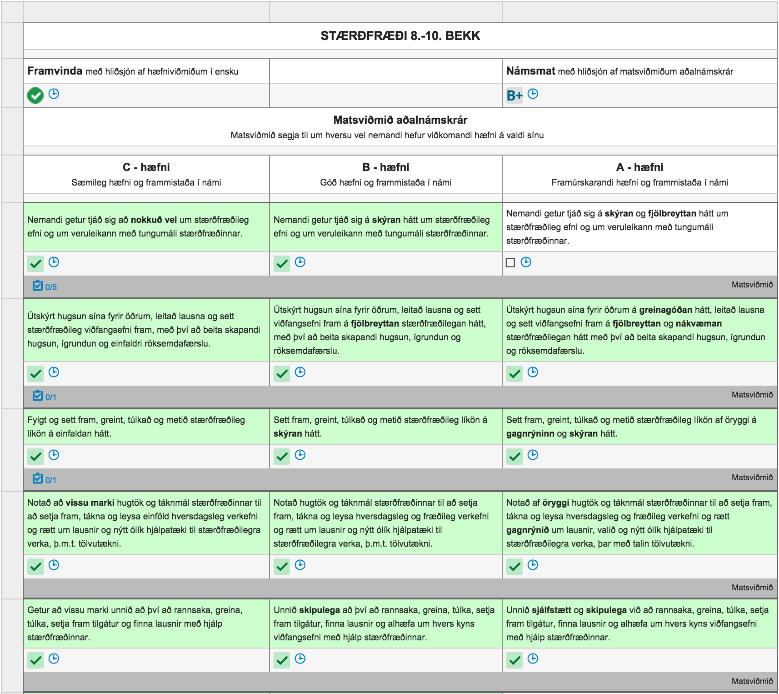 STÆRÐFRÆÐI 8.-10. BEKK
Framvinda með hliðsjón af hæfniviðmiðum í ensku
Námsmat með hliðsjón af matsviðmiðum aðalnámskrár
B+
Matsviðmið aðalnámskrár
Matsviðmið segja til um hversu vel nemandi hefur viðkomandi hæfni á valdi sínu
C - hæfni
Sæmileg hæfni og frammistaða í námi
B - hæfni
Góð hæfni og frammistaða í námi
A - hæfni
Framúrskarandi hæfni og frammistaða í námi
Nemandi getur tjáð sig að nokkuð vel um stærðfræðileg
efni og um veruleikann með tungumáli stærðfræðinnar.
Nemandi getur tjáð sig á skýran hátt um stærðfræðileg
efni og um veruleikann með tungumáli stærðfræðinnar.
Nemandi getur tjáð sig á skýran og fjölbreyttan hátt um
stærðfræðileg efni og um veruleikann með tungumáli
stærðfræðinnar.
0/5
Matsviðmið
Útskýrt hugsun sína fyrir öðrum, leitað lausna og sett
stærðfræðileg viðfangsefni fram, með því að beita skapandi
hugsun, ígrundun og einfaldri röksemdafærslu.
Útskýrt hugsun sína fyrir öðrum, leitað lausna og sett
viðfangsefni fram á fjölbreyttan stærðfræðilegan hátt,
með því að beita skapandi hugsun, ígrundun og
röksemdafærslu.
Útskýrt hugsun sína fyrir öðrum á greinagóðan hátt, leitað lausna
og sett viðfangsefni fram á fjölbreyttan og nákvæman
stærðfræðilegan hátt með því að beita skapandi hugsun, ígrundun
og röksemdafærslu.
0/1
Matsviðmið
Fylgt og sett fram, greint, túlkað og metið stærðfræðileg
líkön á einfaldan hátt.
Sett fram, greint, túlkað og metið stærðfræðileg líkön á
skýran hátt.
Sett fram, greint, túlkað og metið stærðfræðileg líkön af öryggi á
gagnrýninn og skýran hátt.
0/1
Matsviðmið
Notað að vissu marki hugtök og táknmál stærðfræðinnar til
að setja fram, tákna og leysa einföld hversdagsleg verkefni
og rætt um lausnir og nýtt ólík hjálpatæki til stærðfræðilegra
verka, þ.m.t. tölvutækni.
Notað hugtök og táknmál stærðfræðinnar til að setja
fram, tákna og leysa hversdagsleg og fræðileg verkefni
og rætt um lausnir og nýtt ólík hjálpatæki til
stærðfræðilegra verka, þ.m.t. tölvutækni.
Notað af öryggi hugtök og táknmál stærðfræðinnar til að setja fram,
tákna og leysa hversdagsleg og fræðileg verkefni og rætt
gagnrýnið um lausnir, valið og nýtt ólík hjálpatæki til
stærðfræðilegra verka, þar með talin tölvutækni.
Matsviðmið
Getur að vissu marki unnið að því að rannsaka, greina,
túlka, setja fram tilgátur og finna lausnir með hjálp
stærðfræðinnar.
Unnið skipulega að því að rannsaka, greina, túlka, setja
fram tilgátur, finna lausnir og alhæfa um hvers kyns
viðfangsefni með hjálp stærðfræðinnar.
Unnið sjálfstætt og skipulega við að rannsaka, greina, túlka, setja
fram tilgátur, finna lausnir og alhæfa um hvers kyns viðfangsefni
með hjálp stærðfræðinnar.
Matsviðmið